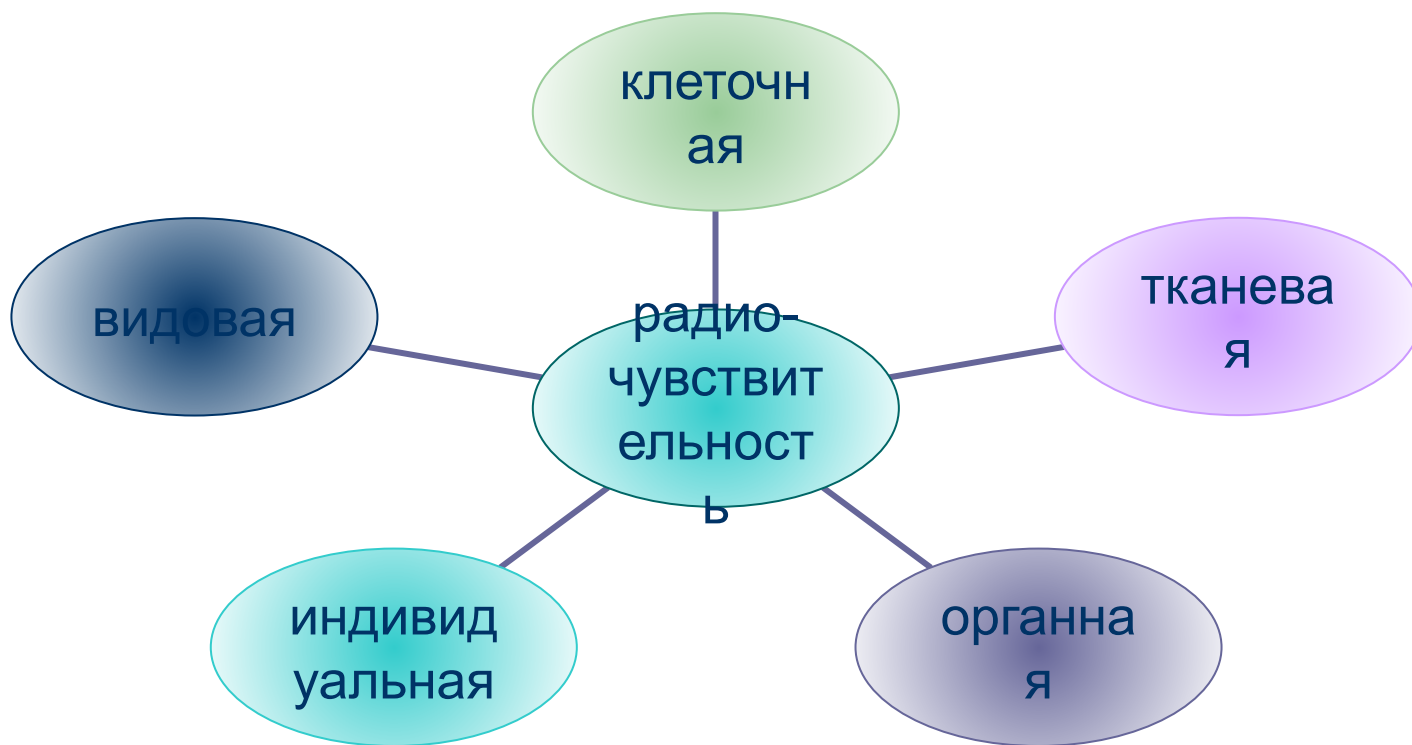 клеточн
ая
видовая
тканева
я
радио-
чувствит
ельност
ь
индивид
уальная
органна
я